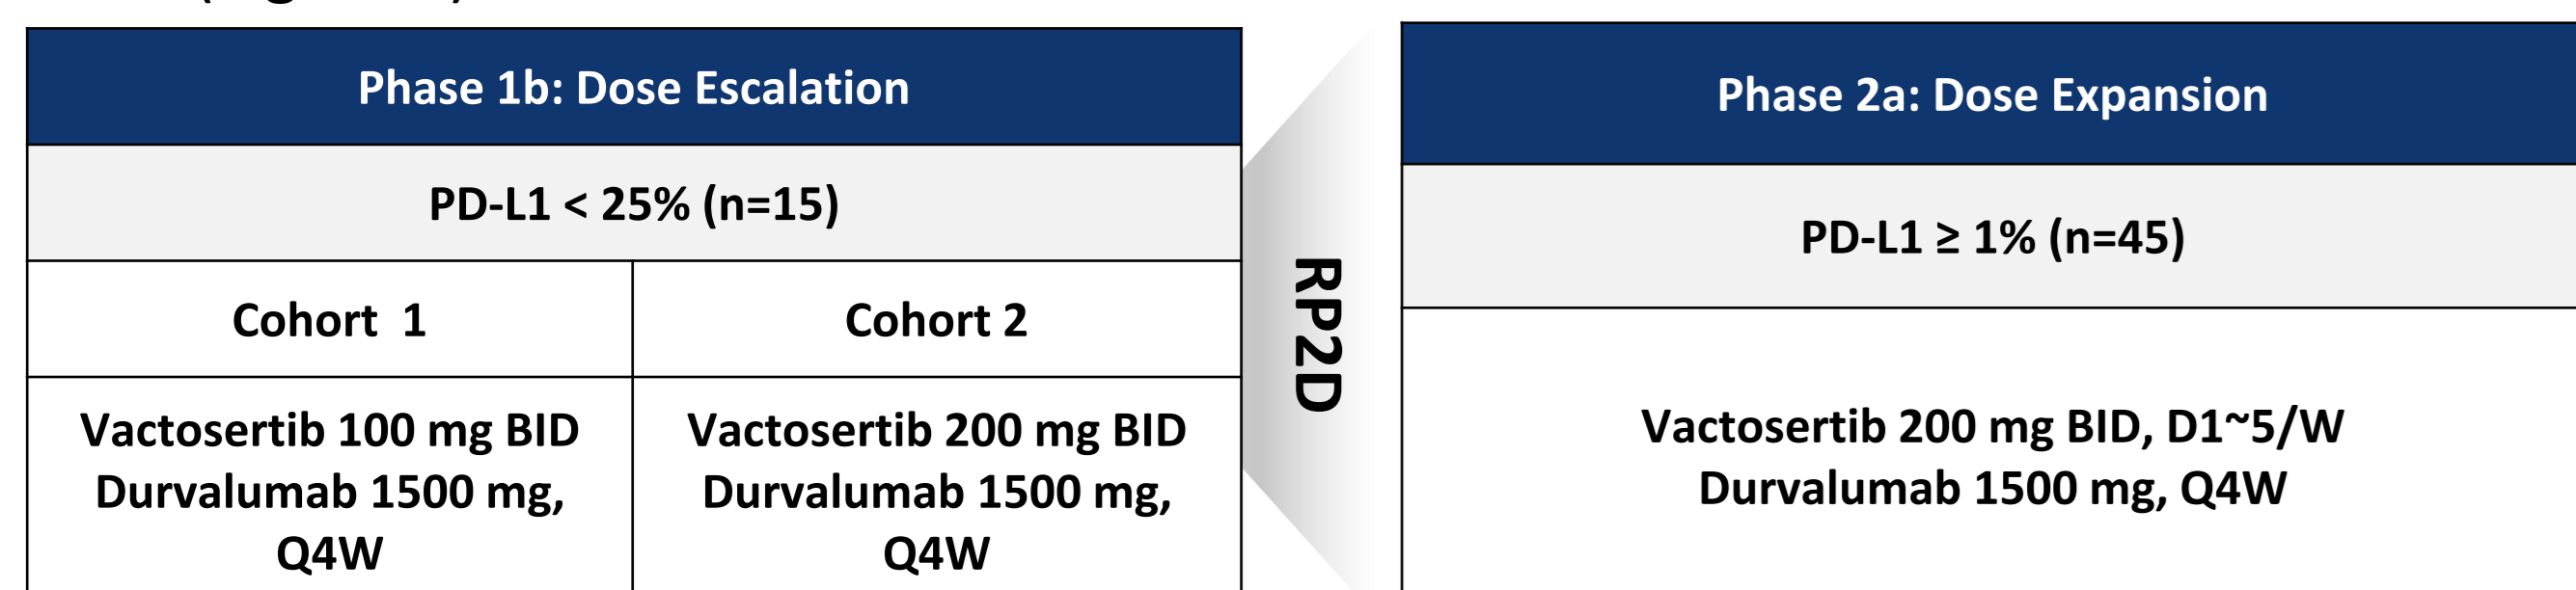 Phase 1b: Dose Escalation
PD-L1 < 25% (n=15)
Cohort 1
Cohort 2
Vactosertib 100 mg BID
Durvalumab 1500 mg,
Q4W
Vactosertib 200 mg BID
Durvalumab 1500 mg,
Q4W
RP2D
Phase 2a: Dose Expansion
PD-L1 ≥ 1% (n=45)
Vactosertib 200 mg BID, D1~5/W
Durvalumab 1500 mg, Q4W